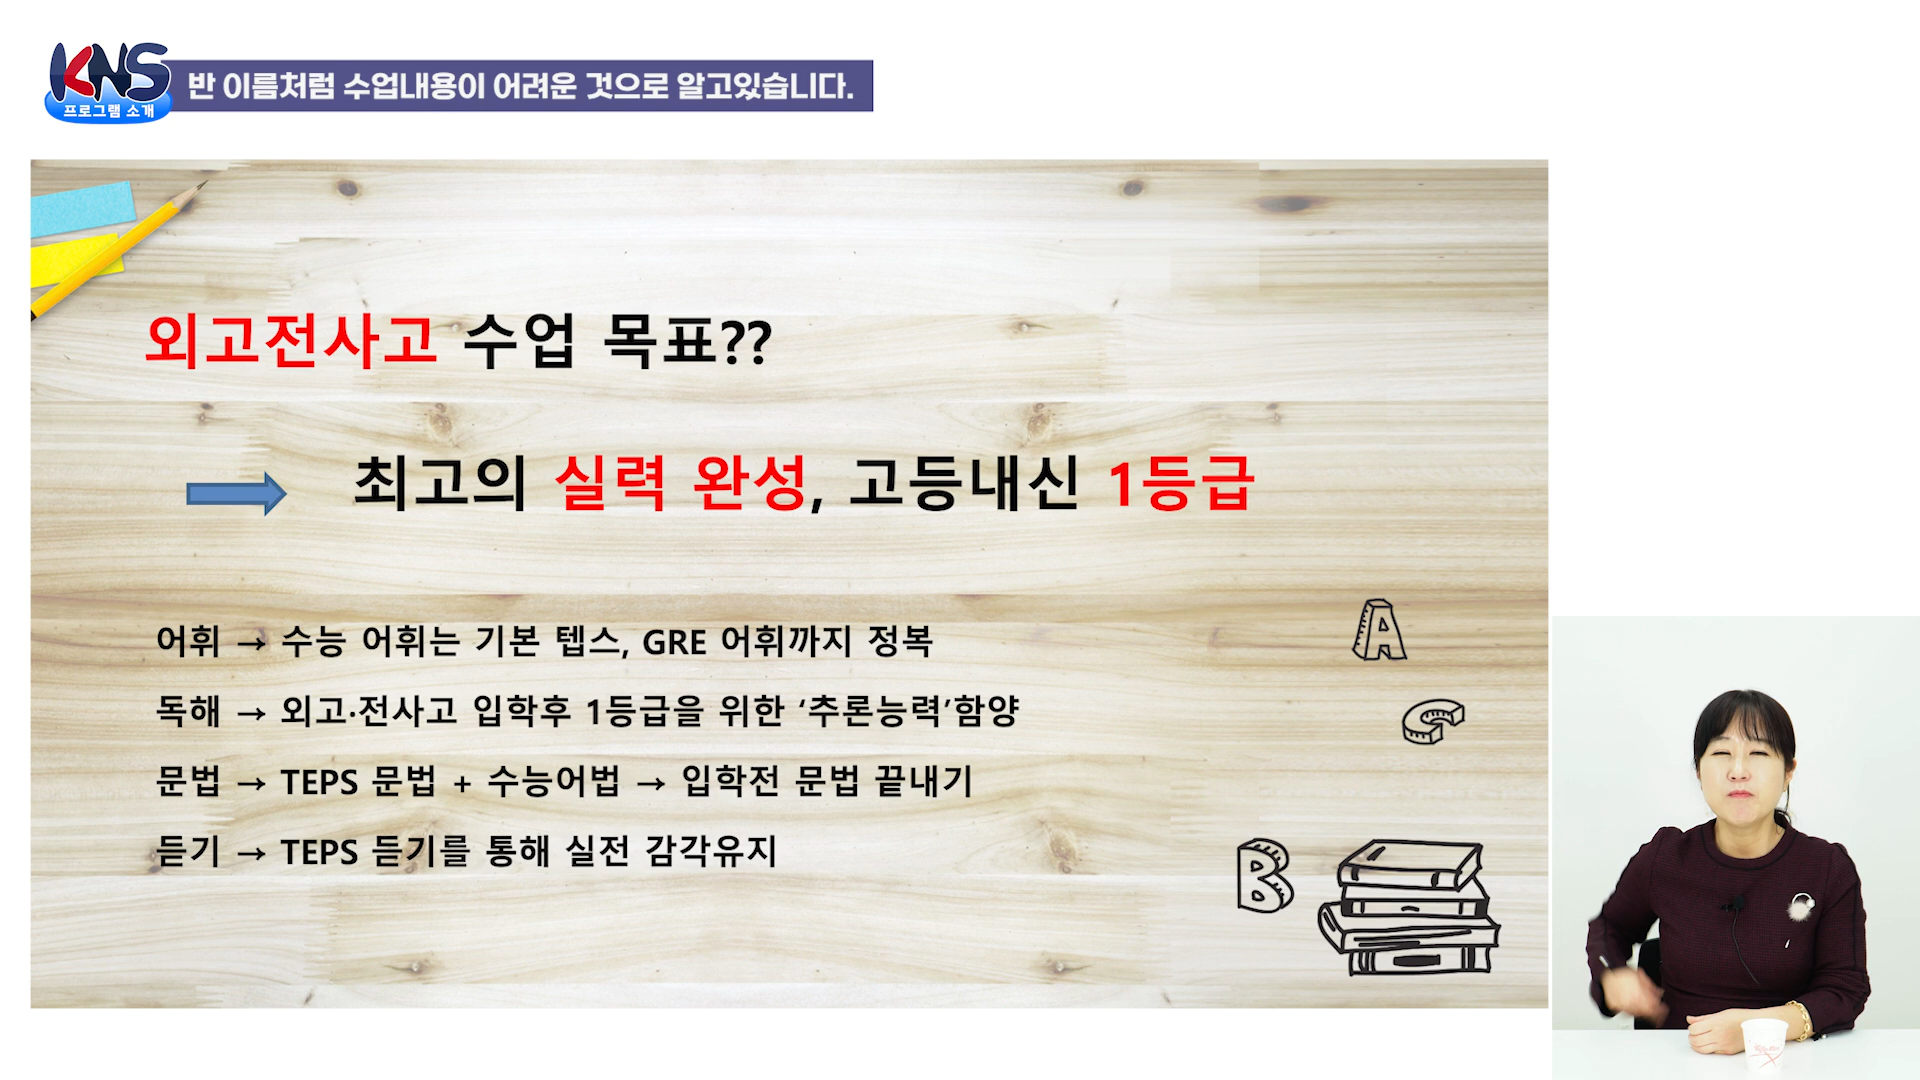 KNS
프로그램 소개
반 이름처럼 수업내용이 어려운 것으로 알고있습니다.
외고전사고 수업 목표??
최고의 실력 완성, 고등내신 1등급
어휘 → 수능 어휘는 기본 텝스, GRE 어휘까지 정복
독해 → 외고·전사고 입학후 1등급을 위한 ‘추론능력’함양
문법 → TEPS 문법 + 수능어법 → 입학전 문법 끝내기
듣기 → TEPS 듣기를 통해 실전 감각유지
A
C
B